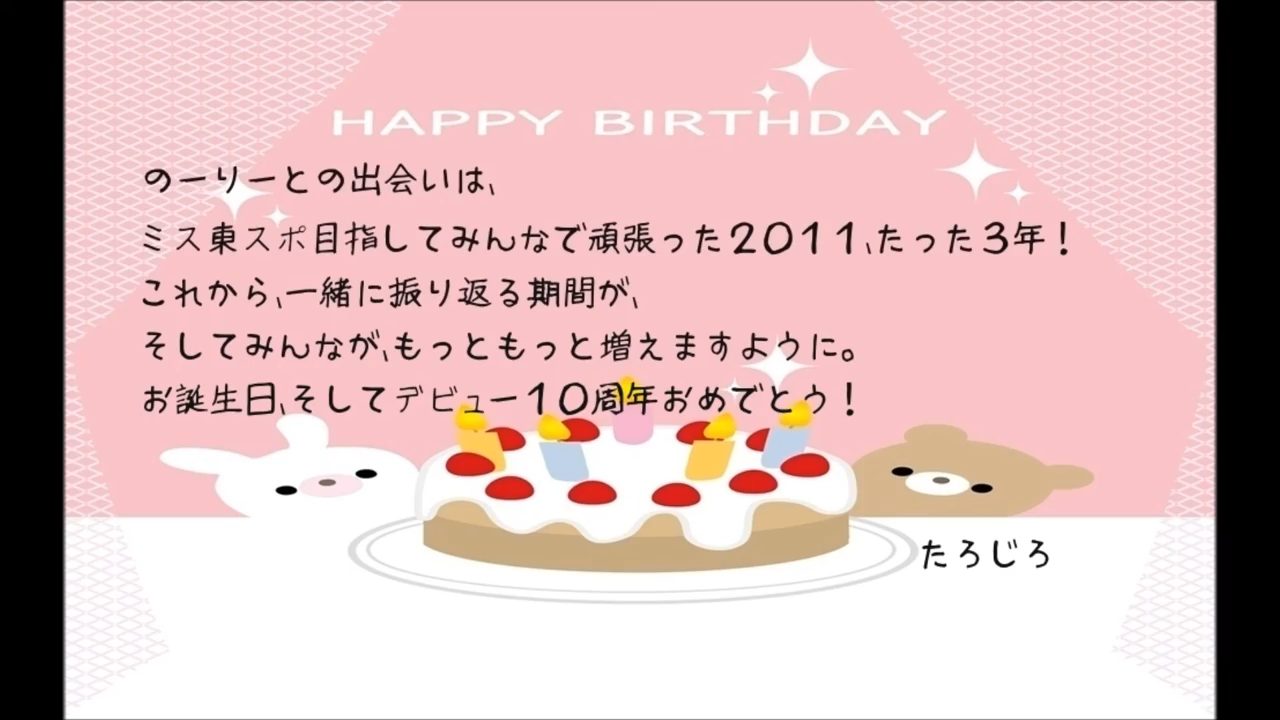 HAPPY BIRTHDAY
のーりーとの出会いは、
ミス東スポ目指してみんなで頑張った2011、たった3年！
これから、一緒に振り返る期間が、
そしてみんなが、もっともっと増えますように。
お誕生日、そしてデビュー10周年おめでとう！
たろじろ